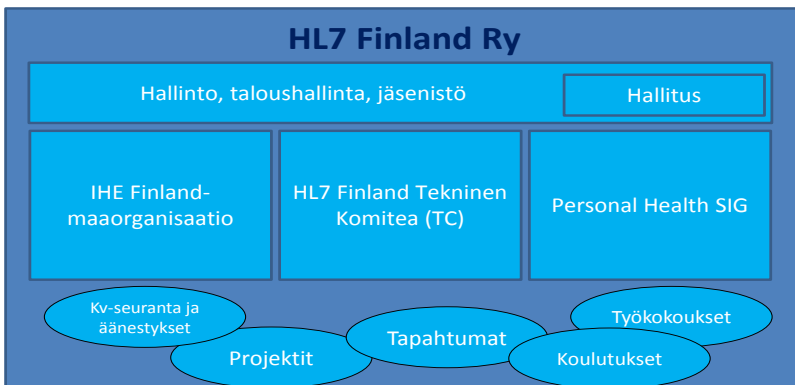 HL7 Finland Ry
Hallinto, taloushallinta, jäsenistö
Hallitus
IHE Finland-
maaorganisaatio
HL7 Finland Tekninen
Komitea (TC)
Personal Health SIG
Kv-seuranta ja
äänestykset
Projektit
Tapahtumat
Työkokoukset
Koulutukset